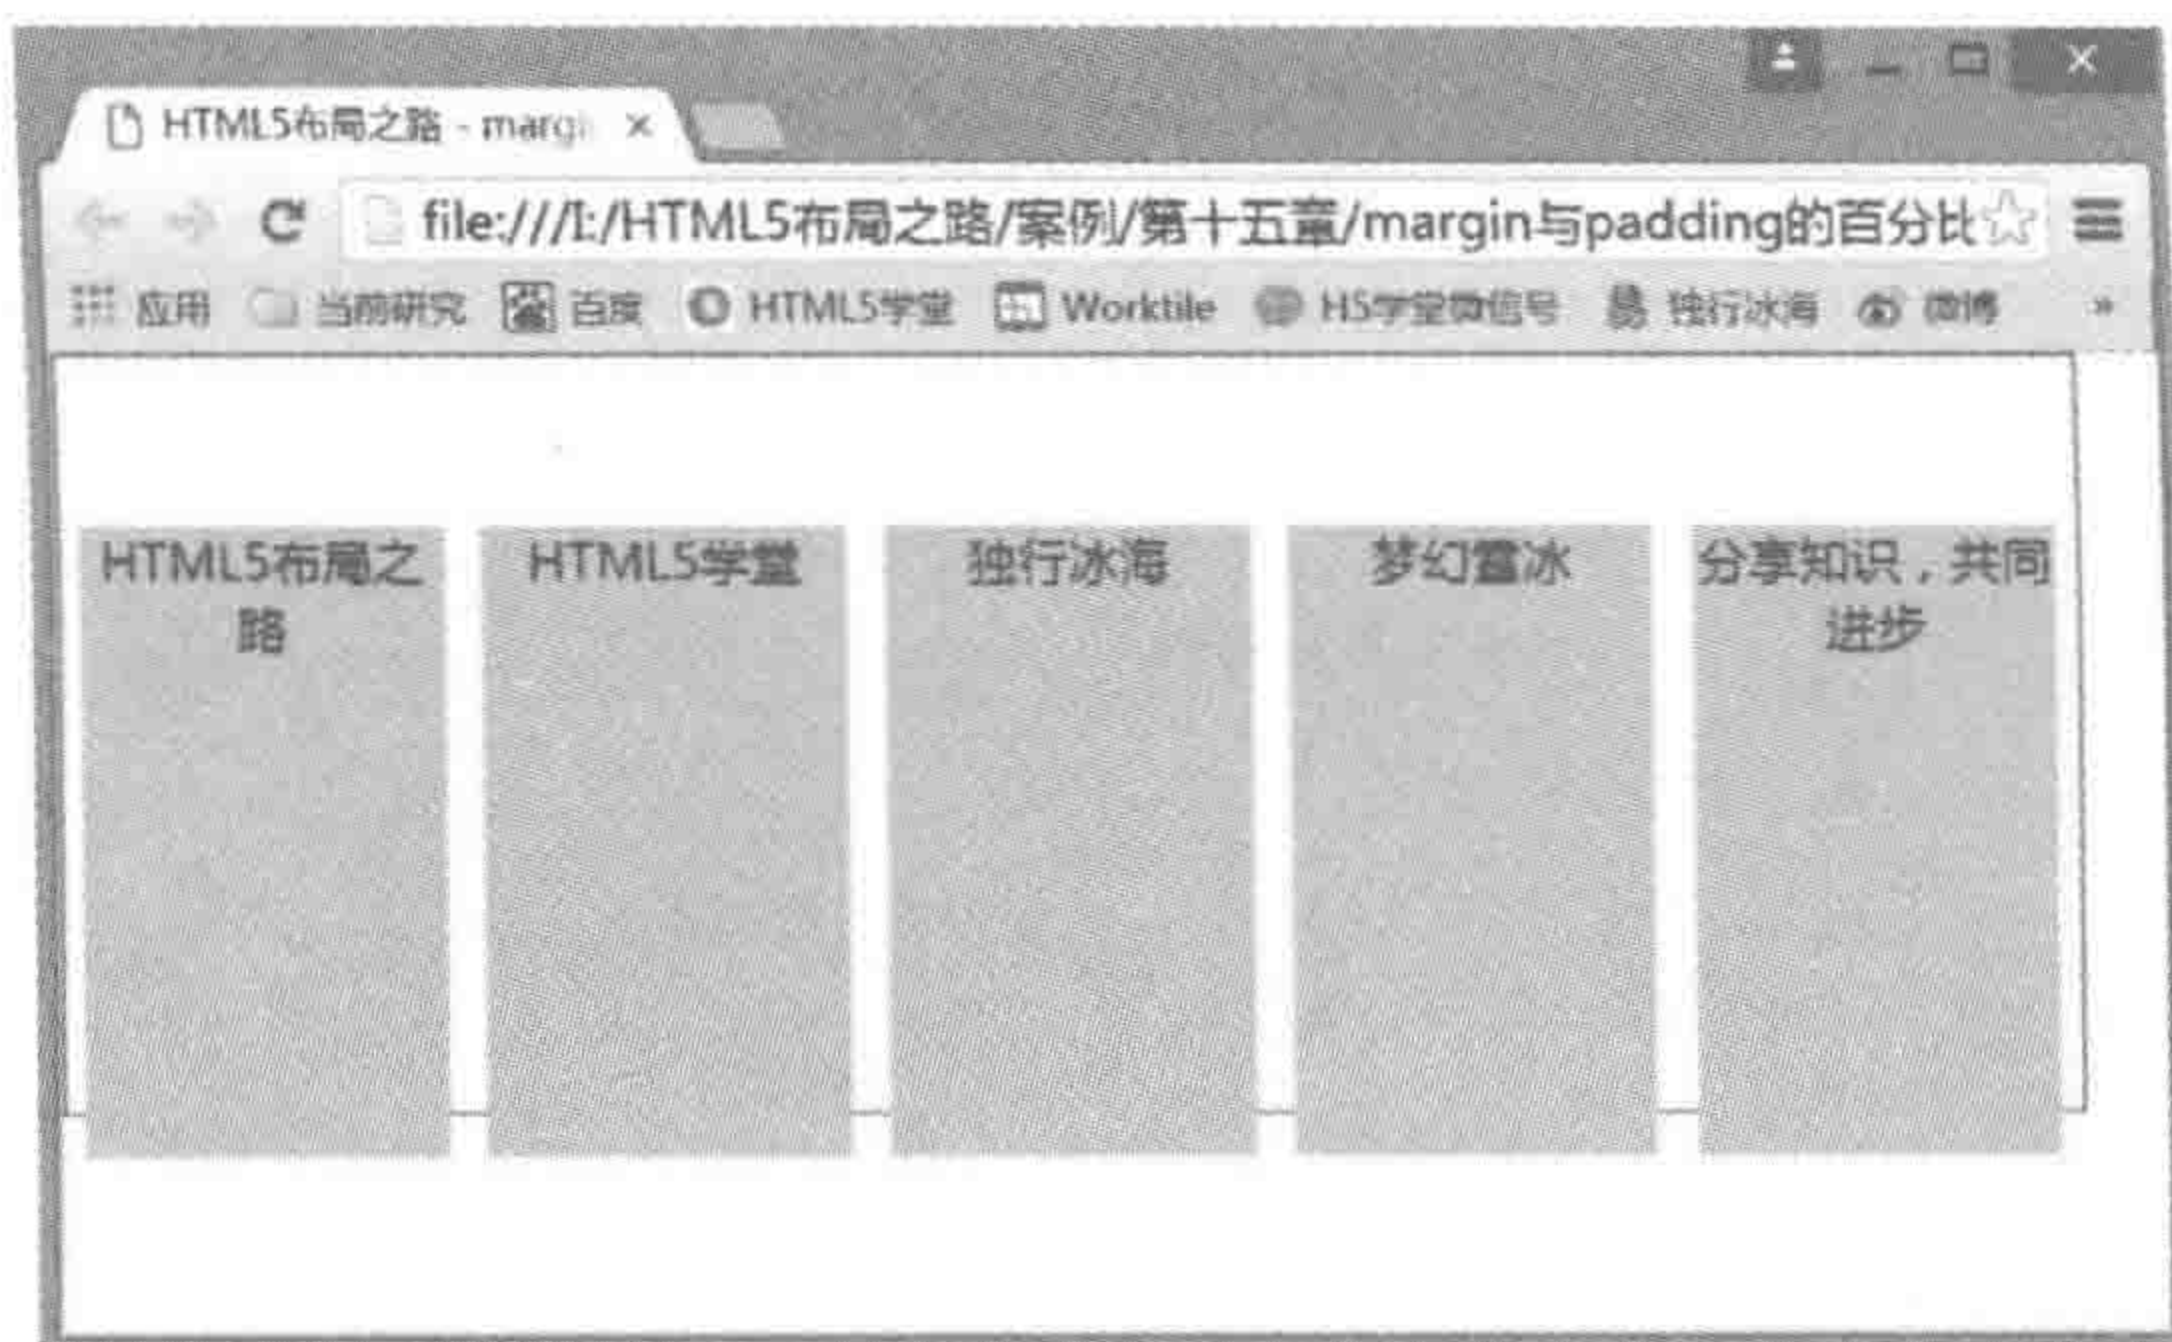 HTML5布局之路 - margi
file:///I:/HTML5布局之路/案例/第十五章/margin与padding的百分比
应用 当前研究 百度 HTML5学堂 Worktile H5学堂微信号 独行冰海 微博 »
HTML5布局之
路
HTML5学堂
独行冰海
梦幻雪冰
分享知识，共同
进步